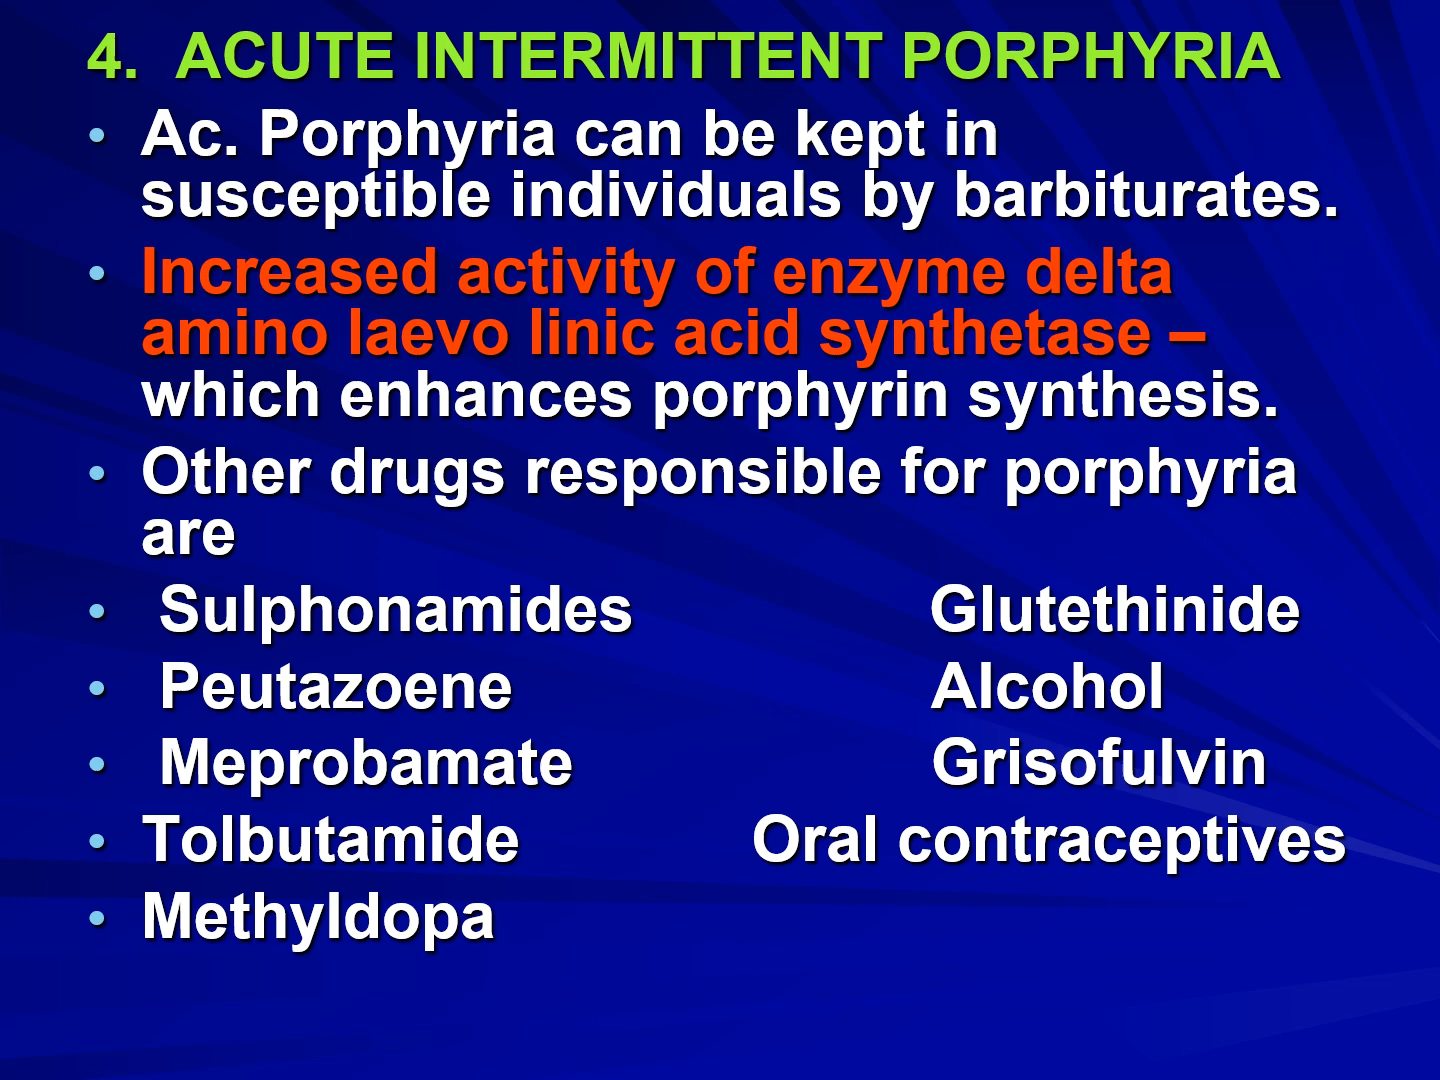 4. ACUTE INTERMITTENT PORPHYRIA
• Ac. Porphyria can be kept in
susceptible individuals by barbiturates.
• Increased activity of enzyme delta
amino laevo linic acid synthetase –
which enhances porphyrin synthesis.
• Other drugs responsible for porphyria
are
• Sulphonamides Glutethinide
• Peutazoene Alcohol
• Meprobamate Grisofulvin
• Tolbutamide Oral contraceptives
• Methyldopa